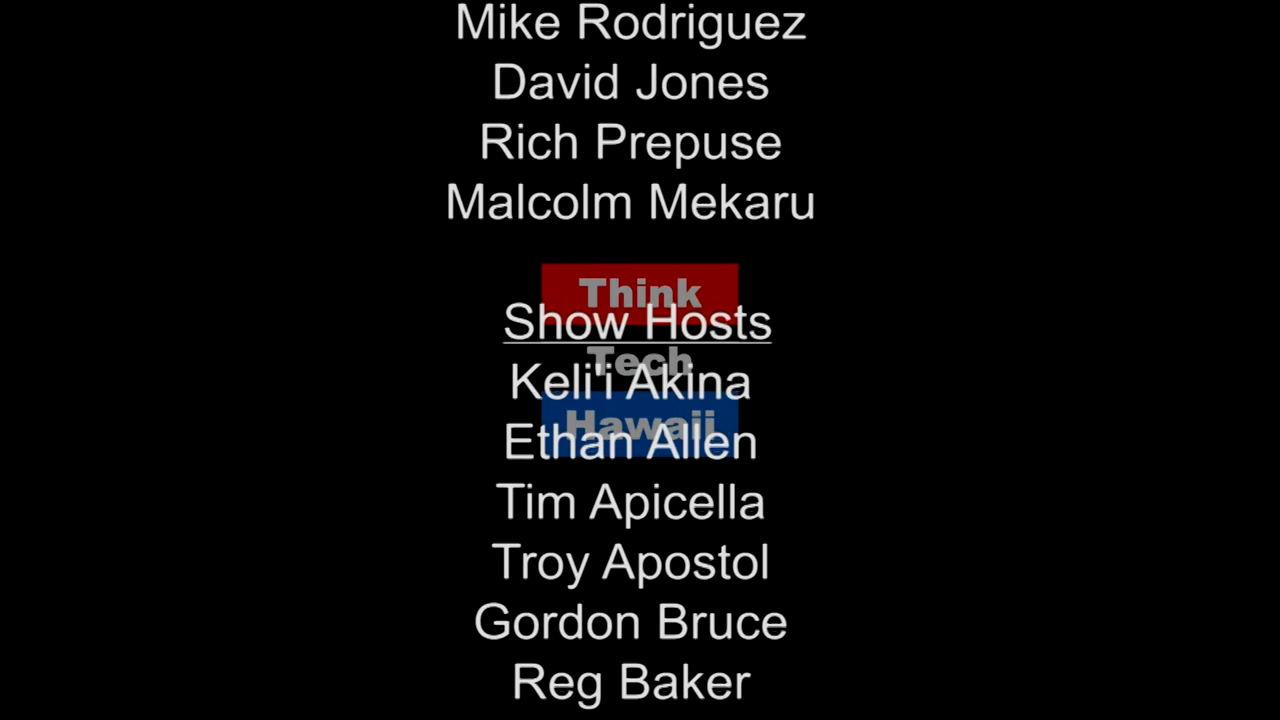 Mike Rodriguez
David Jones
Rich Prepuse
Malcolm Mekaru
Think
Show Hosts
Tech
Keli'i Akina
Hawaii
Ethan Allen
Tim Apicella
Troy Apostol
Gordon Bruce
Reg Baker